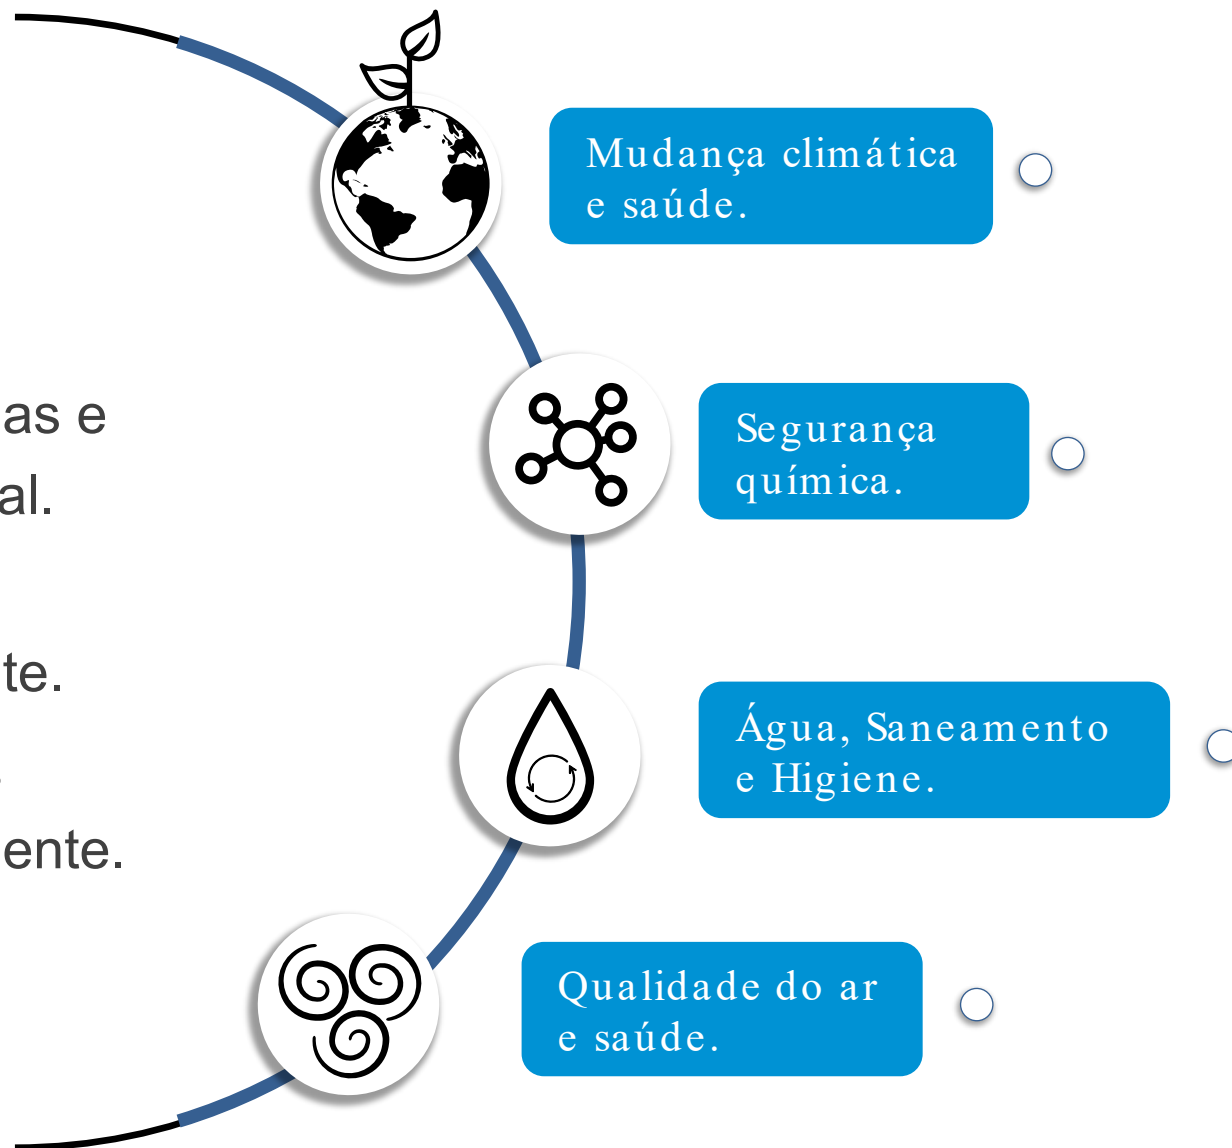 Mudança climática
e saúde.
as e
al.
Segurança
química.
te.
Água, Saneamento
e Higiene.
ente.
Qualidade do ar
e saúde.